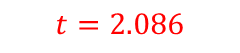 t = 2.086